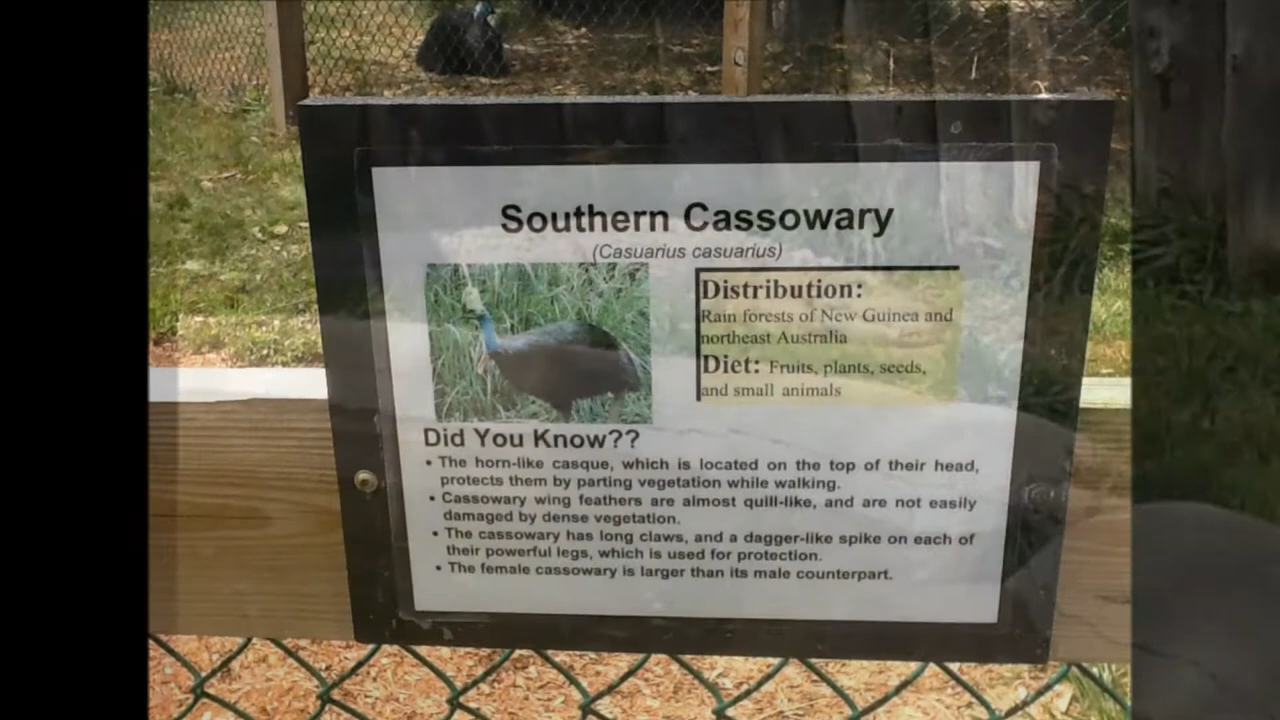 Southern Cassowary
(Casuarius casuarius)
Distribution:
Rain forests of New Guinea and
northeast Australia
Diet: Fruits, plants, seeds,
and small animals
Did You Know??
• The horn-like casque, which is located on the top of their head,
protects them by parting vegetation while walking.
• Cassowary wing feathers are almost quill-like, and are not easily
damaged by dense vegetation.
• The cassowary has long claws, and a dagger-like spike on each of
their powerful legs, which is used for protection.
• The female cassowary is larger than its male counterpart.